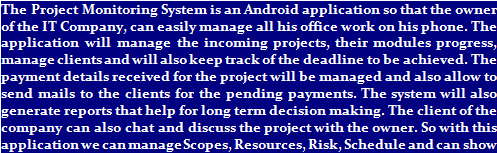 The Project Monitoring System is an Android application so that the owner
of the IT Company, can easily manage all his office work on his phone. The
application will manage the incoming projects, their modules progress,
manage clients and will also keep track of the deadline to be achieved. The
payment details received for the project will be managed and also allow to
send mails to the clients for the pending payments. The system will also
generate reports that help for long term decision making. The client of the
company can also chat and discuss the project with the owner. So with this
application we can manage Scopes, Resources, Risk, Schedule and can show